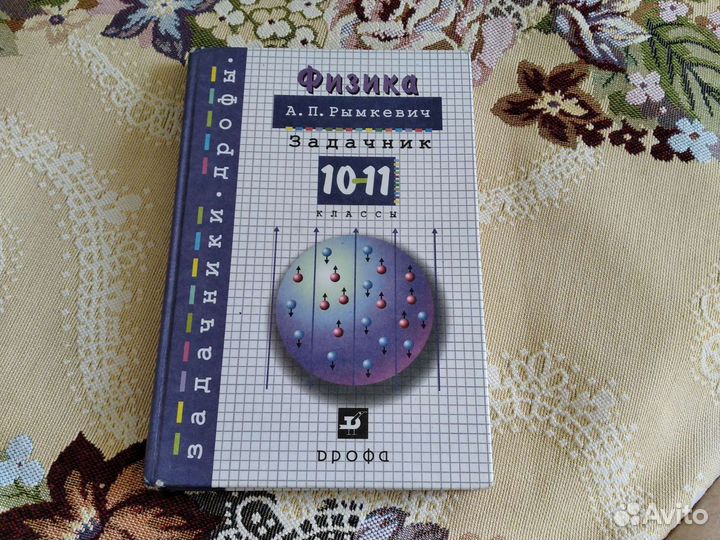 задачники.дрофы.
Физика
А.П.Рымкевич
Задачник
10-11
КЛАССЫ
дрофа
Avito